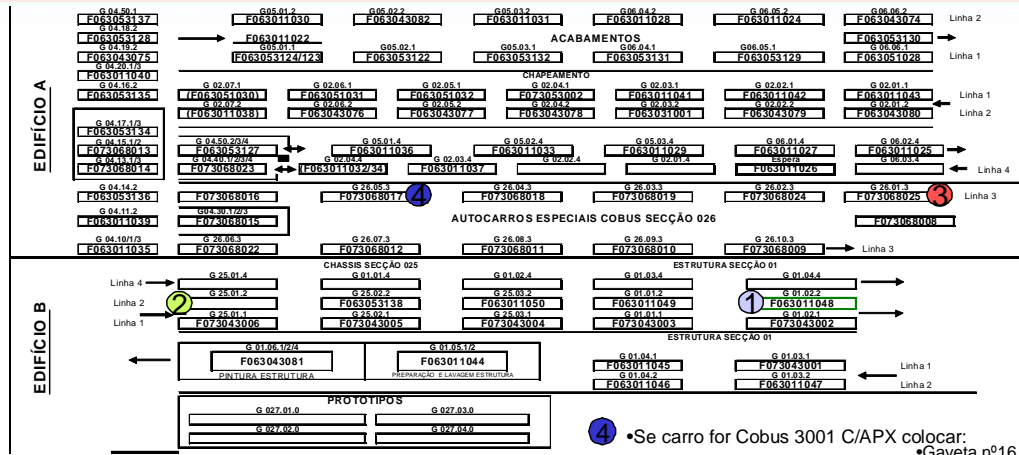 G 04.50.1 G05.01.2 G05.02.2 G05.03.2 G06.04.2 G 06.05.2 G06.06.2
F063053137 F063011030 F063043082 F063011031 F063011028 F063011024 F063043074 Linha 2
G 04.18.2
F063053128 F063011022 ACABAMENTOS F063053130
G 04.19.2 G05.01.1 G05.02.1 G05.03.1 G06.04.1 G06.05.1 G06.06.1
F063043075 (F063053124/123 F063053122 F063053132 F063053131 F063053129 F063051028 Linha 1
G 04.20.1/3
F063011040 CHAPEAMENTO
G 04.16.2 G 02.07.1 G 02.06.1 G 02.05.1 G 02.04.1 G 02.03.1 G 02.02.1 G 02.01.1
F063053135 (F063051030) F063051031 F063051032 F073053002 F063011041 F063011042 F063011043 Linha 1
G 02.07.2 G 02.06.2 G 02.05.2 G 02.04.2 G 02.03.2 G 02.02.2 G 02.01.2
(F063011038) F063043076 F063043077 F063043078 F063031001 F063043079 F063043080 Linha 2
EDIFÍCIO A
G 04.17.1/3
F063053134
G 04.15.1/2 G 04.50.2/3/4 G 05.01.4 G 05.02.4 G 05.03.4 G 06.01.4 G 06.02.4
F073068013 F063053127 F063011036 F063011033 F063011029 F063011027 F063011025
G 04.13.1/3 G 04.40.1/2/3/4 G 02.04.4 G 02.03.4 G 02.02.4 G 02.01.4 Espera G 06.03.4
F073068014 F073068023 (F063011032/34) F063011037 F063011026 Linha 4
G 04.14.2 G 26.05.3 G 26.04.3 G 26.03.3 G 26.02.3 G 26.01.3
F063053136 F073068016 F073068017 4 F073068018 F073068019 F073068024 F073068025 3 Linha 3
G 04.11.2 G04.30.1/2/3
F063011039 F073068015 AUTOCARROS ESPECIAIS COBUS SECÇÃO 026 F073068008
G 04.10/1/3 G 26.06.3 G 26.07.3 G 26.08.3 G 26.09.3 G 26.10.3
F063011035 F073068022 F073068012 F073068011 F073068010 F073068009 Linha 3
CHASSIS SECÇÃO 025 ESTRUTURA SECÇÃO 01
Linha 4 G 25.01.4 G 01.01.4 G 01.02.4 G 01.03.4 G 01.04.4
G 25.01.2 G 25.02.2 G 25.03.2 G 01.01.2 G 01.02.2
Linha 2 2 F063053138 F063011050 F063011049 1 F063011048
G 25.01.1 G 25.02.1 G 25.03.1 G 01.01.1 G 01.02.1
Linha 1 F073043006 F073043005 F073043004 F073043003 F073043002
EDIFÍCIO B
ESTRUTURA SECÇÃO 01
G 01.06.1/2/4 G 01.05.1/2 G 01.04.1 G 01.03.1
F063043081 F063011044 F063011045 F073043001 Linha 1
PINTURA ESTRUTURA PREPARAÇÃO E LAVAGEM ESTRUTURA G 01.04.2 G 01.03.2
F063011046 F063011047 Linha 2
PROTOTIPOS
G 027.01.0 G 027.03.0
G 027.02.0 G 027.04.0
4 •Se carro for Cobus 3001 C/APX colocar:
•Gaveta nº16